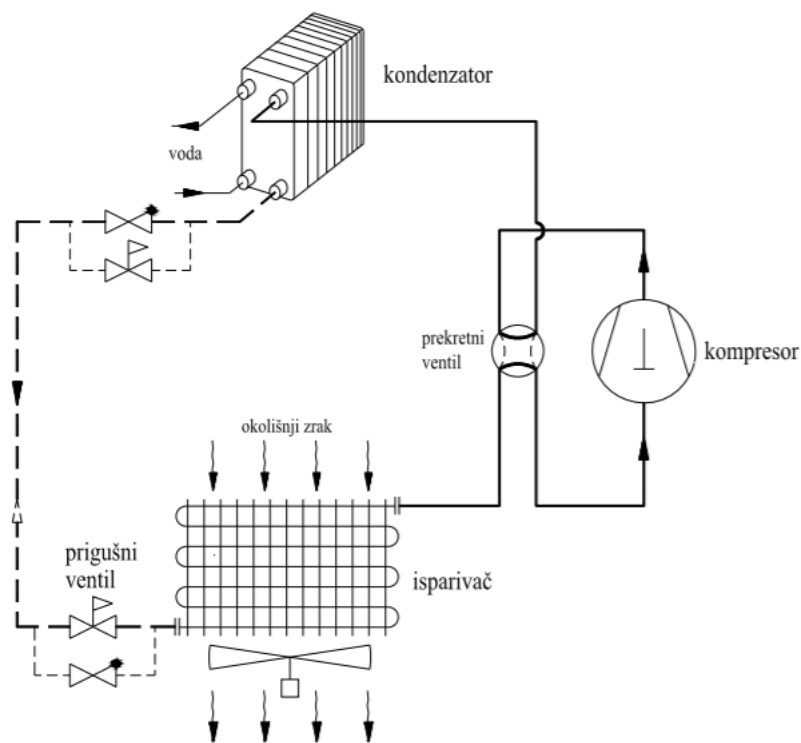 kondenzator
voda
prekretni
ventil
kompresor
okolišnji zrak
prigušni
ventil
isparivač